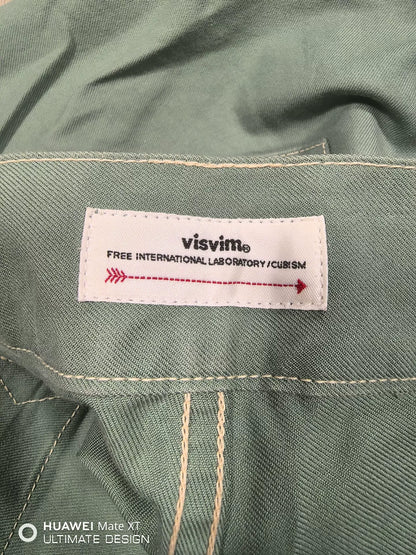 visvim®
FREE INTERNATIONAL LABORATORY/CUBISM
HUAWEI Mate XT
ULTIMATE DESIGN